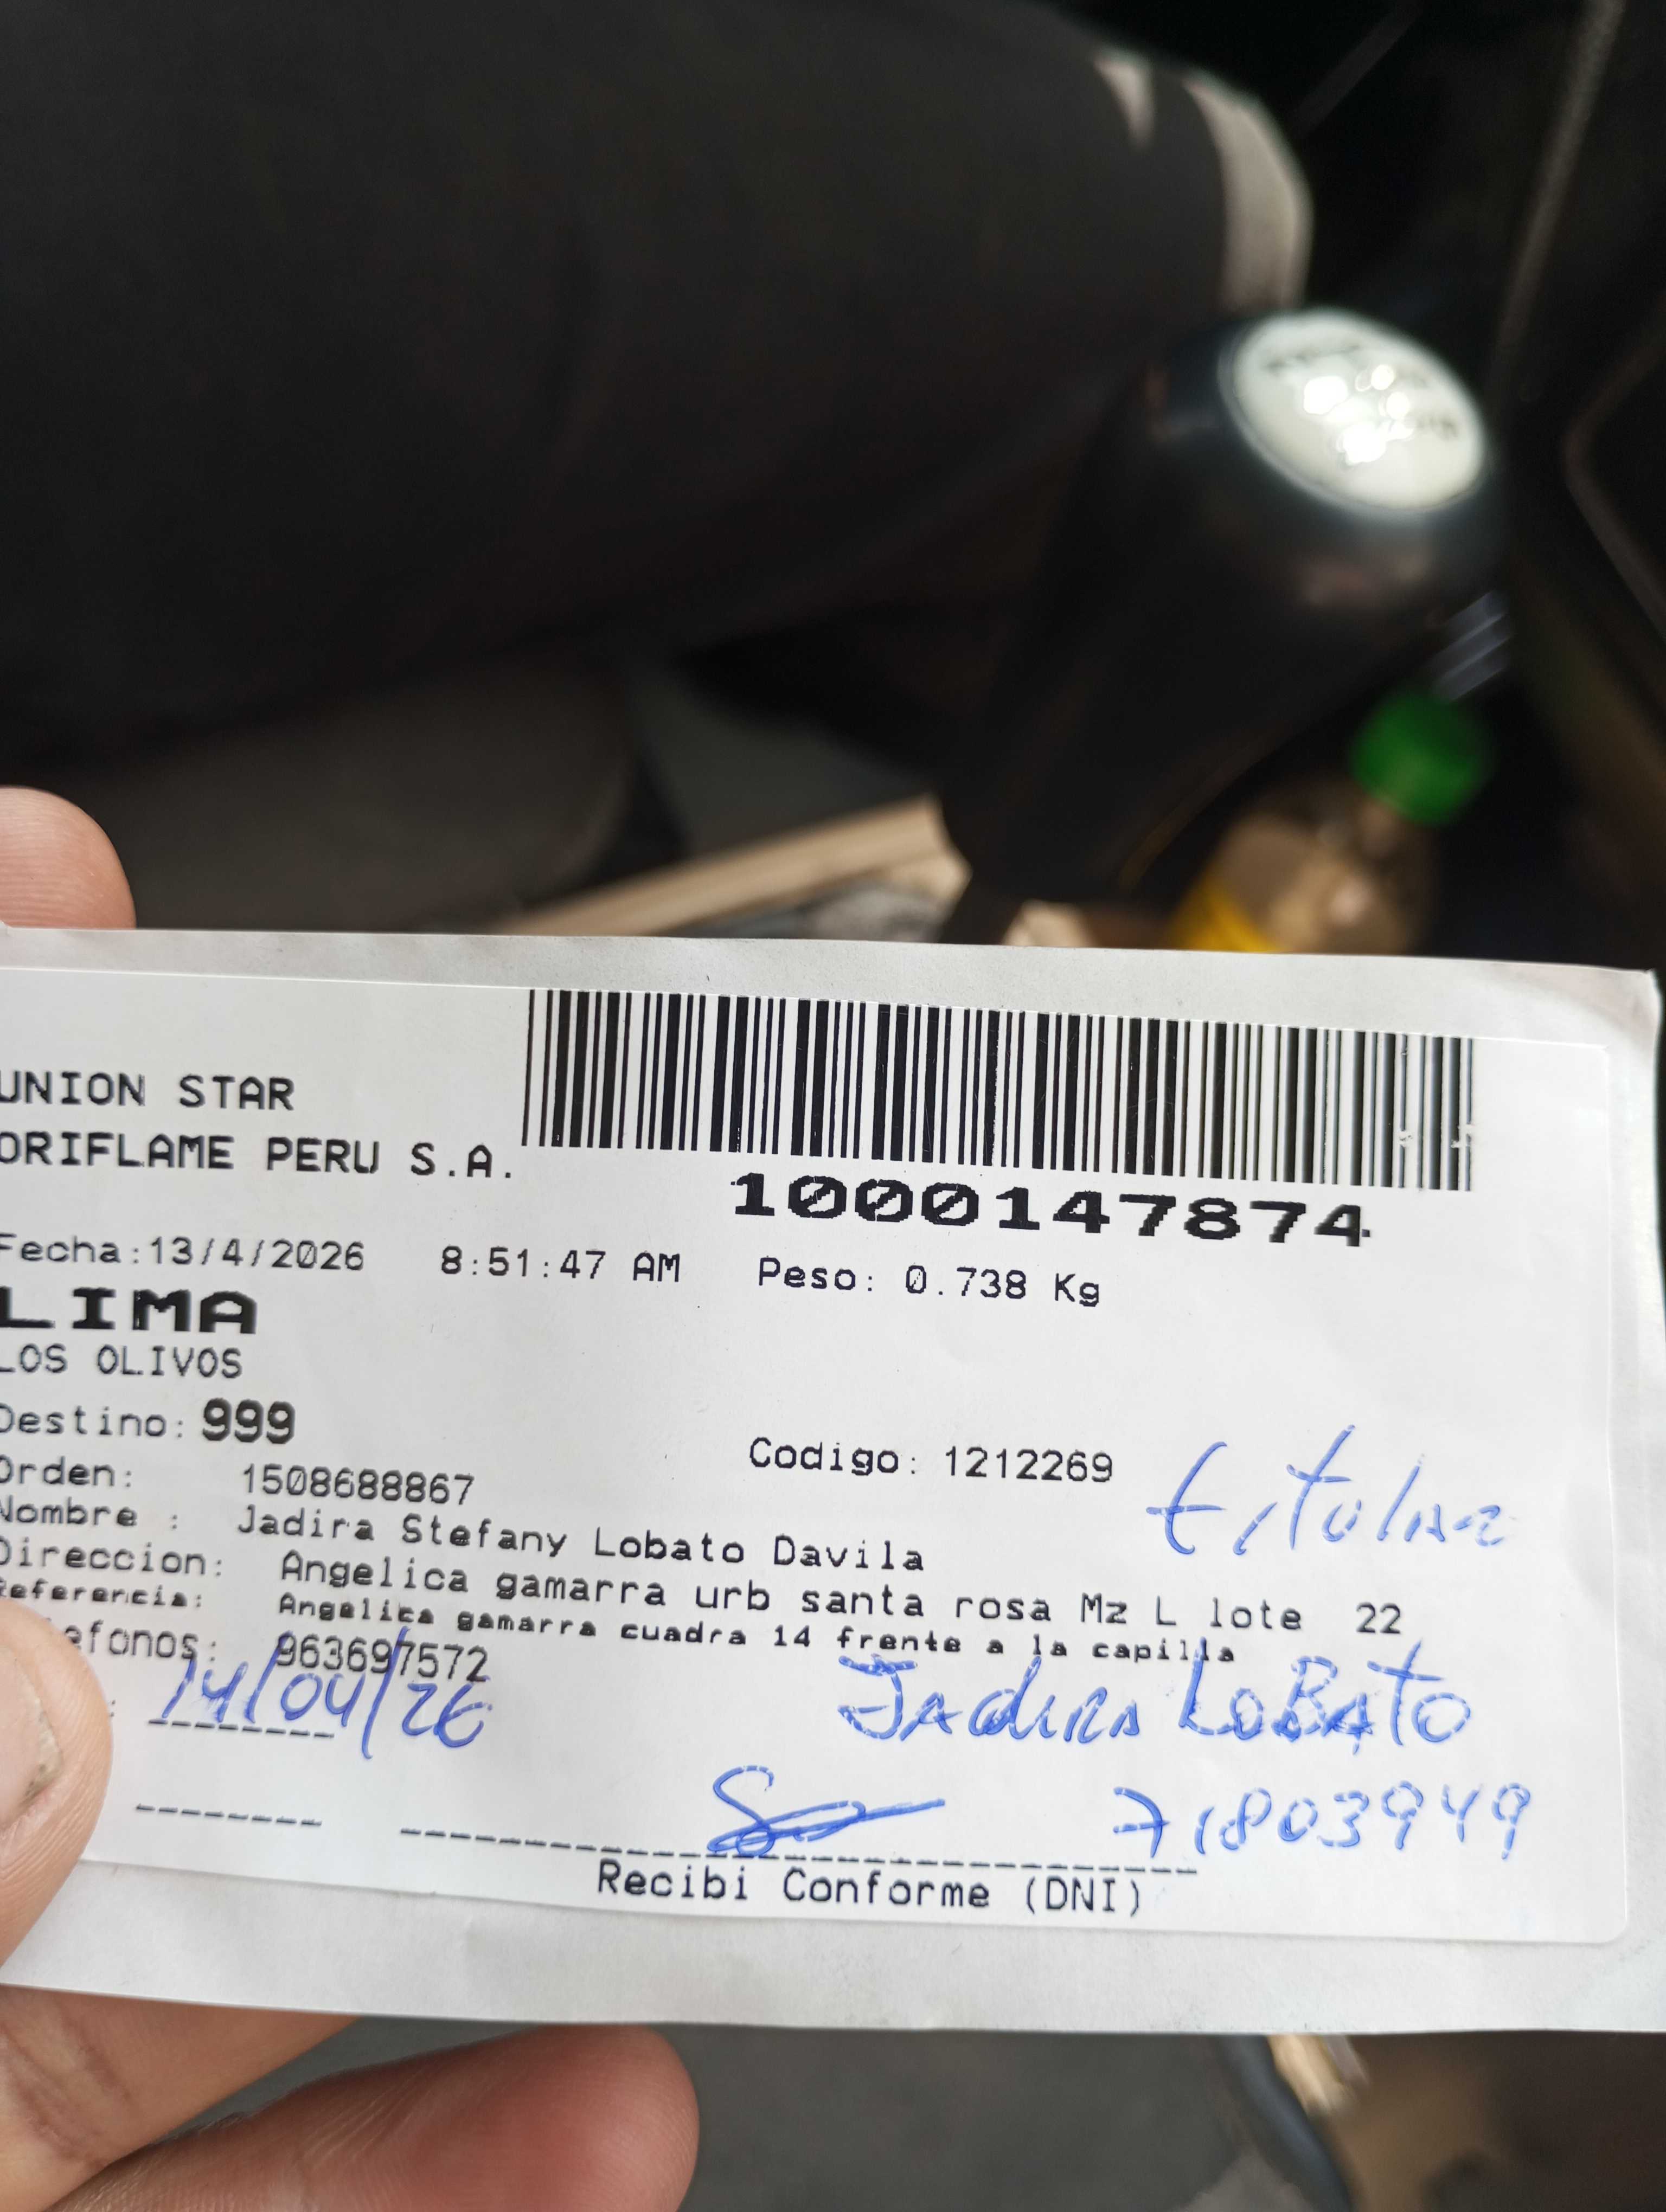 UNION STAR
ORIFLAME PERU S.A.
1000147874
Fecha:13/4/2026 8:51:47 AM Peso: 0.738 Kg
LIMA
LOS OLIVOS
Destino: 999
Codigo: 1212269
titular
Orden: 1508688867
Nombre : Jadira Stefany Lobato Davila
Direccion: Angelica gamarra urb santa rosa Mz L lote 22
Referencia: Angelica gamarra cuadra 14 frente a la capilla
efonos: 963697572
: 14/04/26
Jadira Lobato
71803949
Recibi Conforme (DNI)